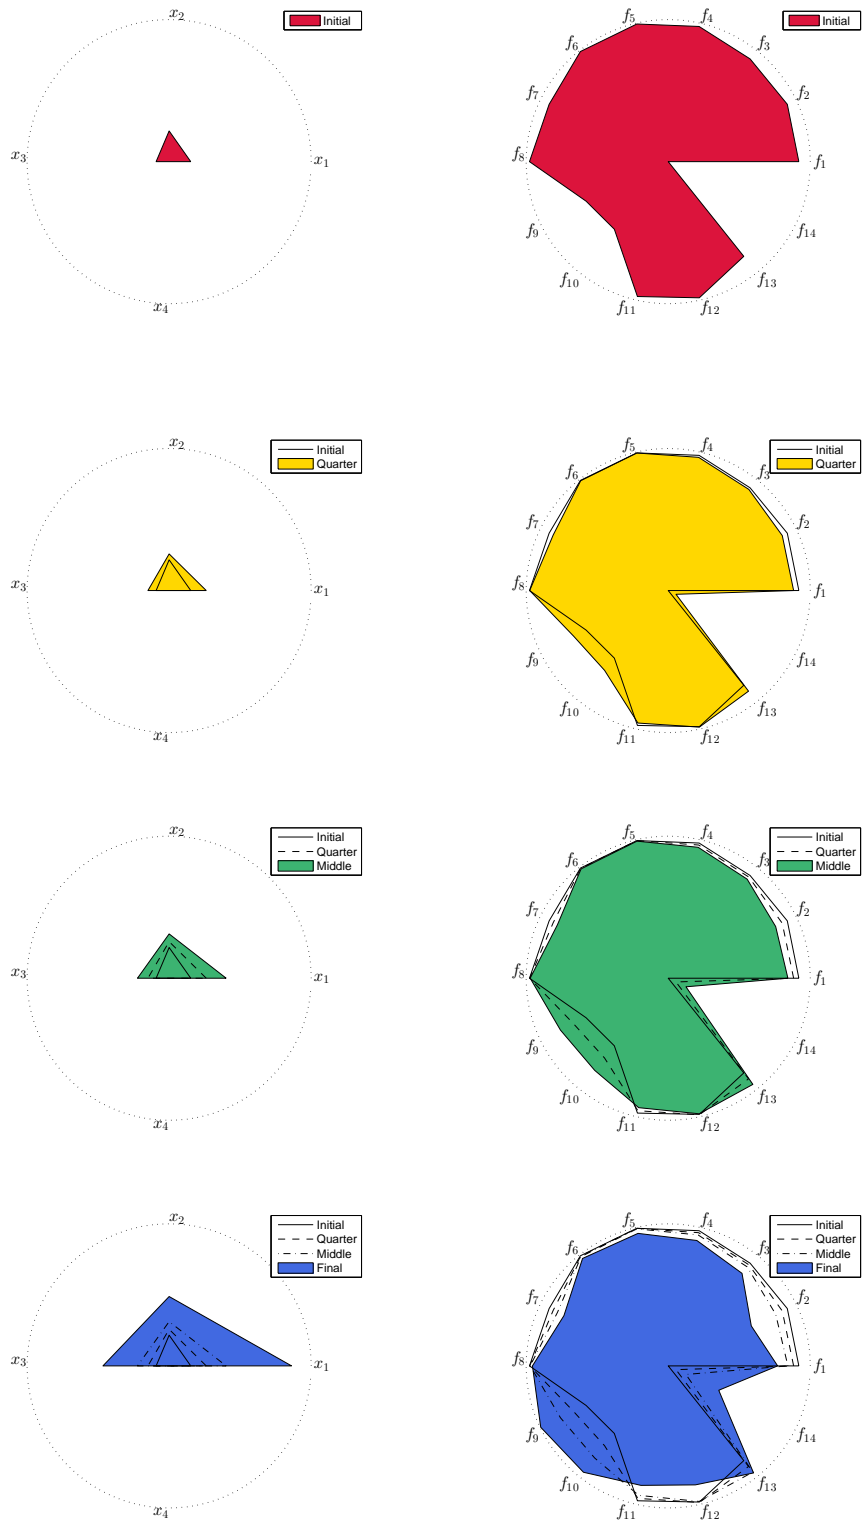 x₂
Initial
x₃
x₁
x₄
f₅
f₄
Initial
f₆
f₃
f₇
f₂
f₈
f₁
f₉
f₁₄
f₁₀
f₁₃
f₁₁
f₁₂
x₂
Initial
Quarter
x₃
x₁
x₄
f₅
f₄
Initial
Quarter
f₆
f₃
f₇
f₂
f₈
f₁
f₉
f₁₄
f₁₀
f₁₃
f₁₁
f₁₂
x₂
Initial
Quarter
Middle
x₃
x₁
x₄
f₅
f₄
Initial
Quarter
Middle
f₆
f₃
f₇
f₂
f₈
f₁
f₉
f₁₄
f₁₀
f₁₃
f₁₁
f₁₂
x₂
Initial
Quarter
Middle
Final
x₃
x₁
x₄
f₅
f₄
Initial
Quarter
Middle
Final
f₆
f₃
f₇
f₂
f₈
f₁
f₉
f₁₄
f₁₀
f₁₃
f₁₁
f₁₂